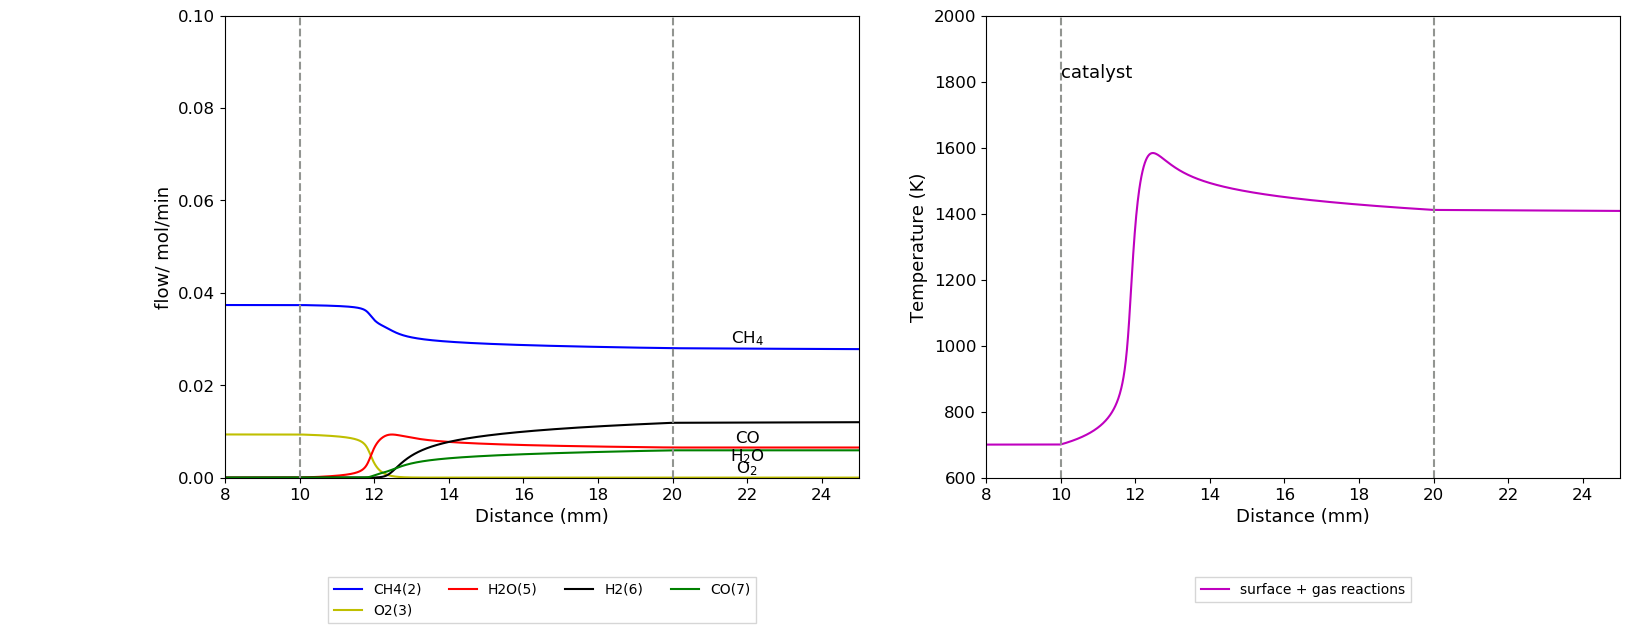 0.10
0.08
0.06
0.04
0.02
0.00
flow/ mol/min
CH4
CO
H2O
O2
8 10 12 14 16 18 20 22 24
Distance (mm)
CH4(2) H2O(5) H2(6) CO(7)
O2(3)
2000
1800
1600
1400
1200
1000
800
600
Temperature (K)
catalyst
8 10 12 14 16 18 20 22 24
Distance (mm)
surface + gas reactions